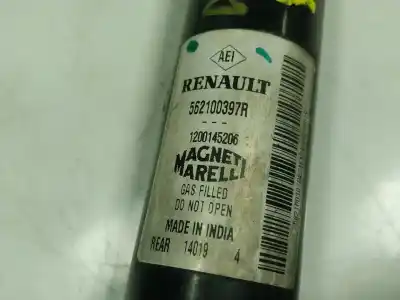 AEI
RENAULT
562100397R
- - -
1200145206
MAGNETI
MARELLI
GAS FILLED
DO NOT OPEN
MADE IN INDIA
REAR 14019 4